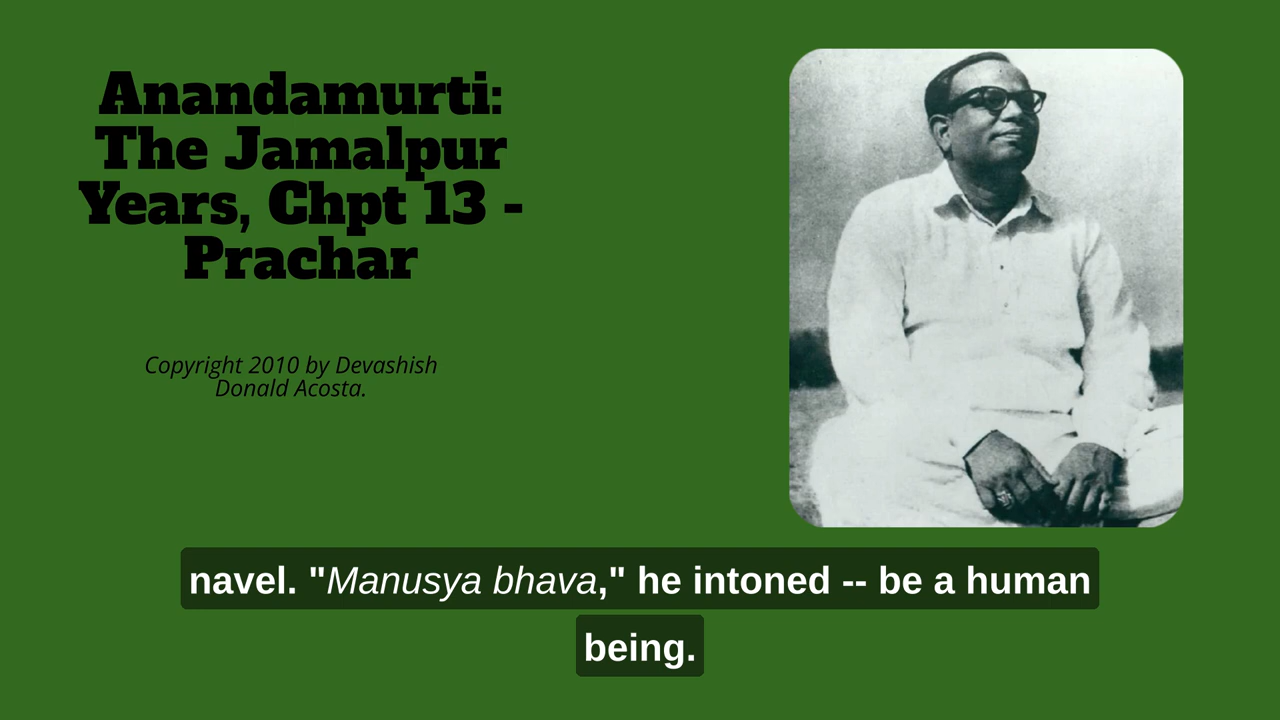 Anandamurti:
The Jamalpur
Years, Chpt 13 -
Prachar
Copyright 2010 by Devashish
Donald Acosta.
navel. "Manusya bhava," he intoned -- be a human
being.